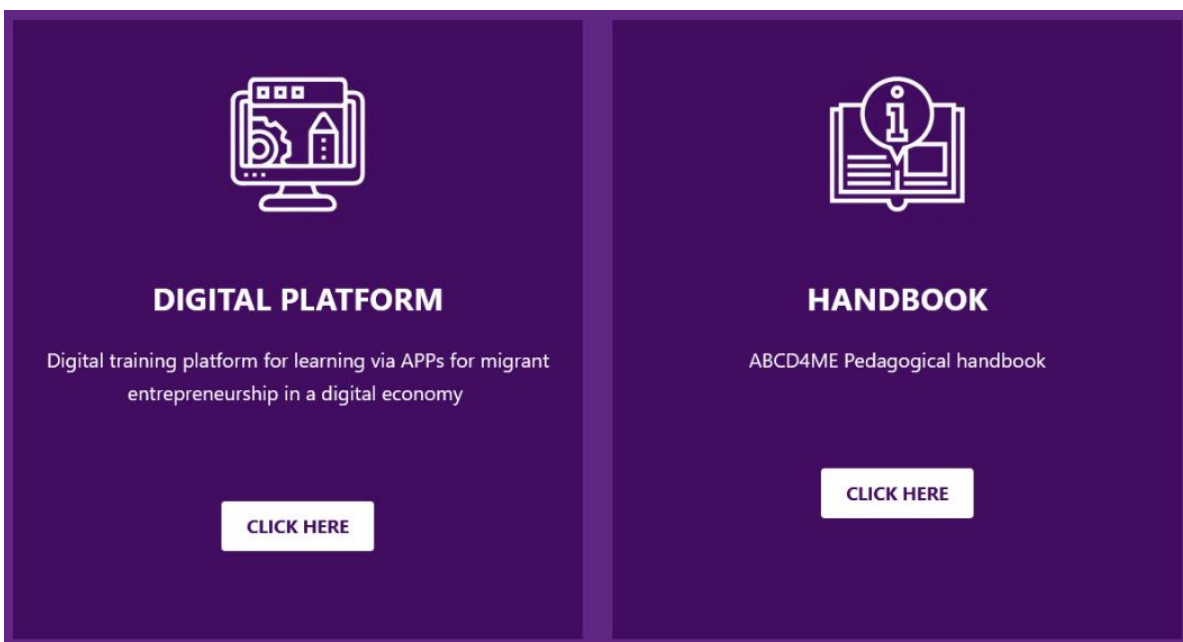 DIGITAL PLATFORM
Digital training platform for learning via APPs for migrant
entrepreneurship in a digital economy
CLICK HERE
i
HANDBOOK
ABCD4ME Pedagogical handbook
CLICK HERE